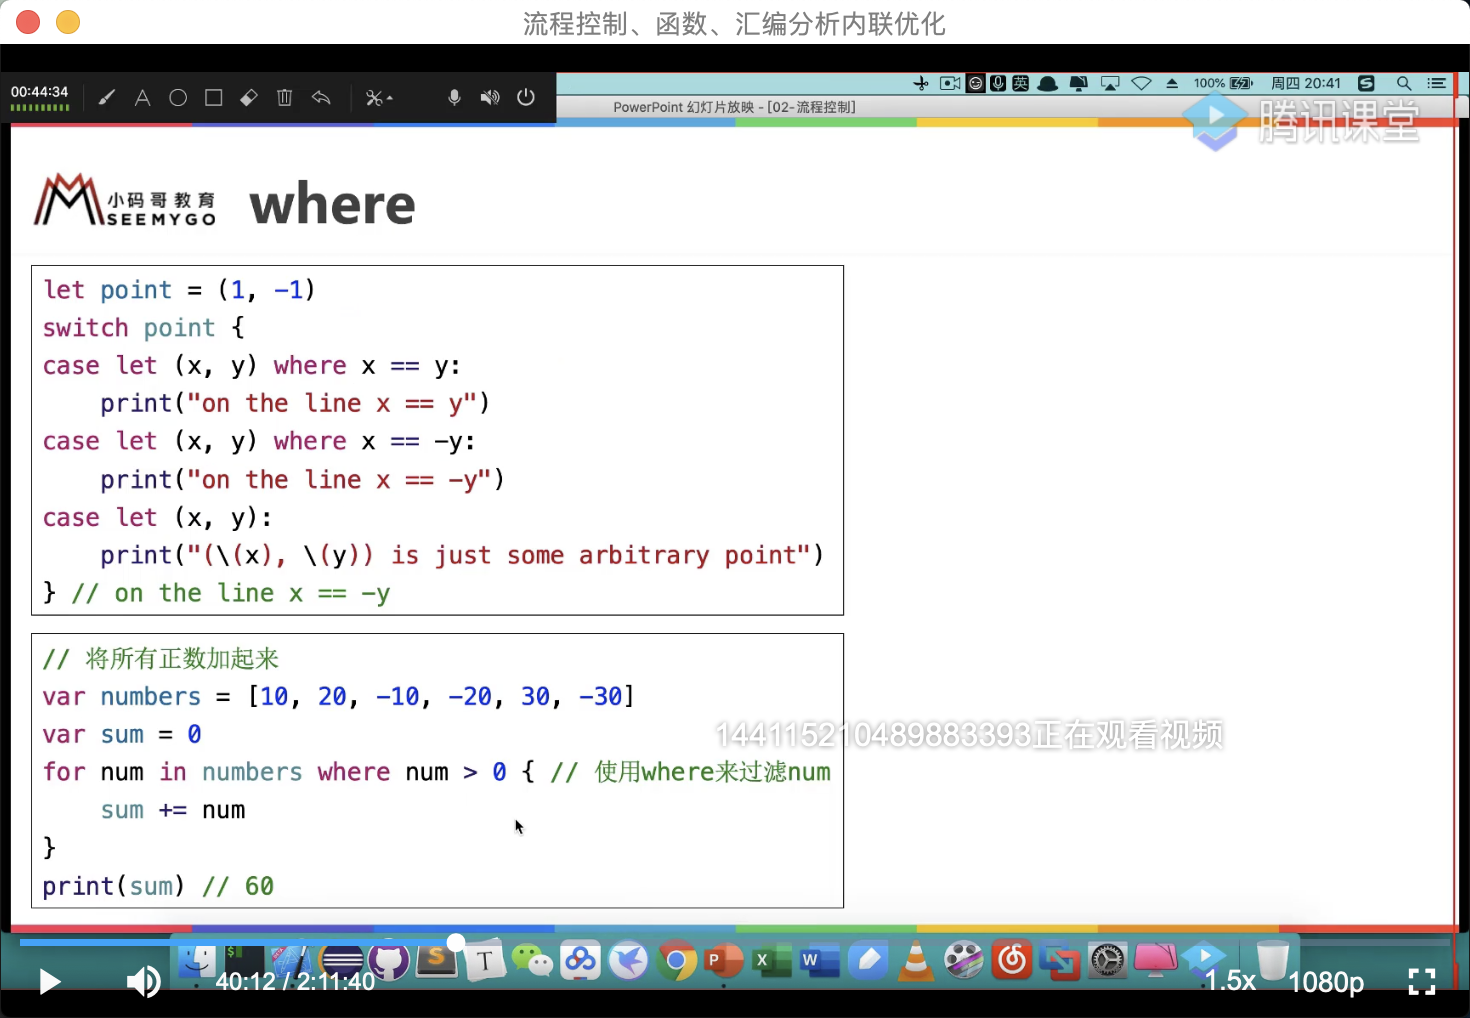 流程控制、函数、汇编分析内联优化
00:44:34
英
100%
周四 20:41
PowerPoint 幻灯片放映 - [02-流程控制]
腾讯课堂
小码哥教育
SEEMYGO
where
let point = (1, -1)
switch point {
case let (x, y) where x == y:
    print("on the line x == y")
case let (x, y) where x == -y:
    print("on the line x == -y")
case let (x, y):
    print("(\(x), \(y)) is just some arbitrary point")
} // on the line x == -y
// 将所有正数加起来
var numbers = [10, 20, -10, -20, 30, -30]
var sum = 0
144115210489883393正在观看视频
for num in numbers where num > 0 { // 使用where来过滤num
    sum += num
}
print(sum) // 60
40:12 / 2:11:40
1.5x
1080p